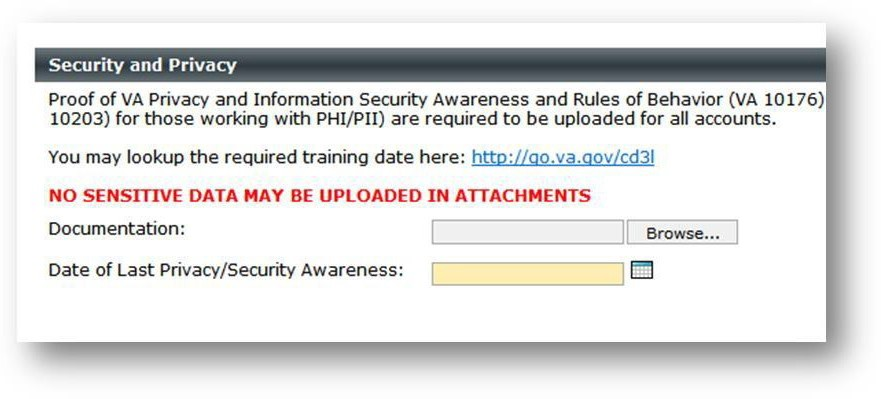 Security and Privacy
Proof of VA Privacy and Information Security Awareness and Rules of Behavior (VA 10176)
10203) for those working with PHI/PII) are required to be uploaded for all accounts.
You may lookup the required training date here: http://go.va.gov/cd3l
NO SENSITIVE DATA MAY BE UPLOADED IN ATTACHMENTS
Documentation: Browse...
Date of Last Privacy/Security Awareness: